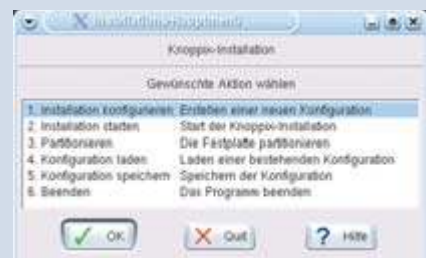 Installations-Hauptmenü
Knoppix-Installation
Gewünschte Aktion wählen
1. Installation konfigurieren Erstellen einer neuen Konfiguration
2. Installation starten Start der Knoppix-Installation
3. Partitionieren Die Festplatte partitionieren
4. Konfiguration laden Laden einer bestehenden Konfiguration
5. Konfiguration speichern Speichern der Konfiguration
6. Beenden Das Programm beenden
OK Quit Hilfe